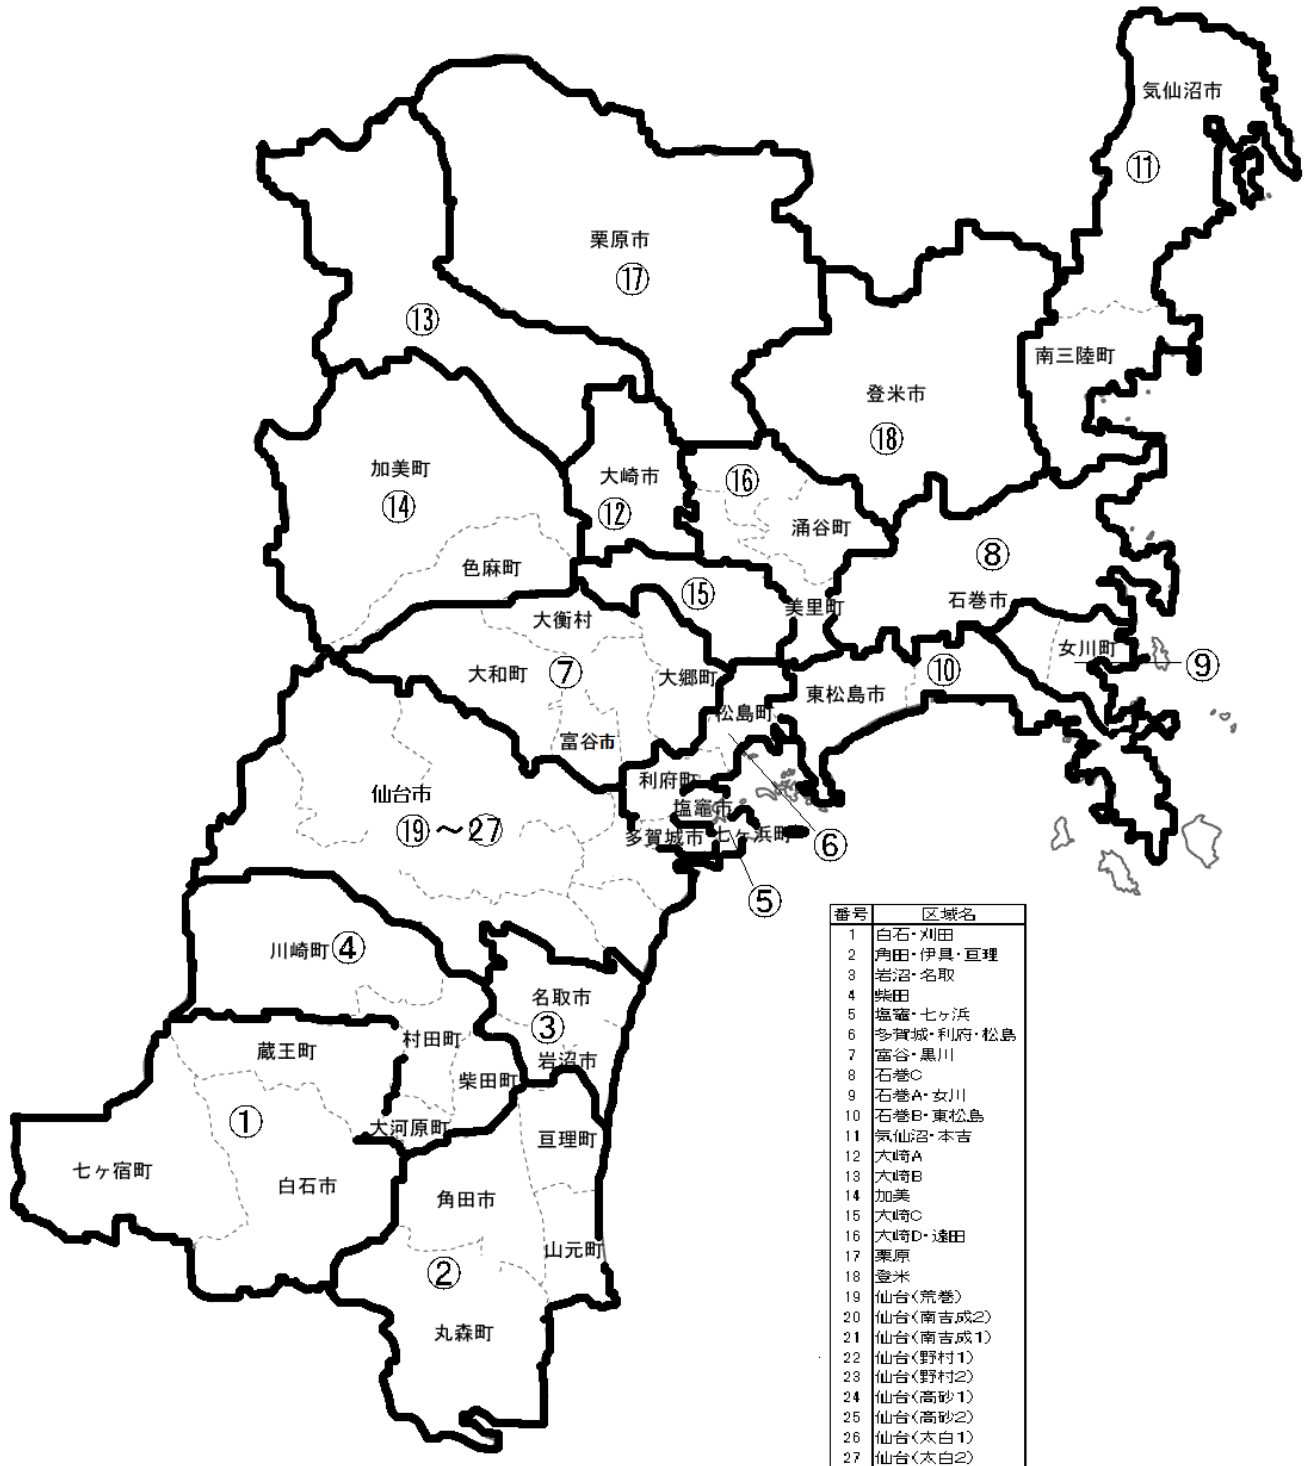 気仙沼市
⑪
栗原市
⑰
⑬
南三陸町
登米市
⑱
加美町
⑭
大崎市
⑫
⑯
涌谷町
⑧
色麻町
⑮
美里町
石巻市
大衡村
女川町
⑨
大和町
⑦
大郷町
東松島市
⑩
松島町
富谷市
利府町
仙台市
⑲～㉗
塩竈市
多賀城市
七ヶ浜町
⑥
⑤
川崎町
④
名取市
③
村田町
岩沼市
蔵王町
柴田町
①
大河原町
亘理町
七ヶ宿町
白石市
角田市
山元町
②
丸森町
番号 区域名
1 白石・刈田
2 角田・伊具・亘理
3 岩沼・名取
4 柴田
5 塩竈・七ヶ浜
6 多賀城・利府・松島
7 富谷・黒川
8 石巻C
9 石巻A・女川
10 石巻B・東松島
11 気仙沼・本吉
12 大崎A
13 大崎B
14 加美
15 大崎C
16 大崎D・遠田
17 栗原
18 登米
19 仙台(荒巻)
20 仙台(南吉成2)
21 仙台(南吉成1)
22 仙台(野村1)
23 仙台(野村2)
24 仙台(高砂1)
25 仙台(高砂2)
26 仙台(太白1)
27 仙台(太白2)